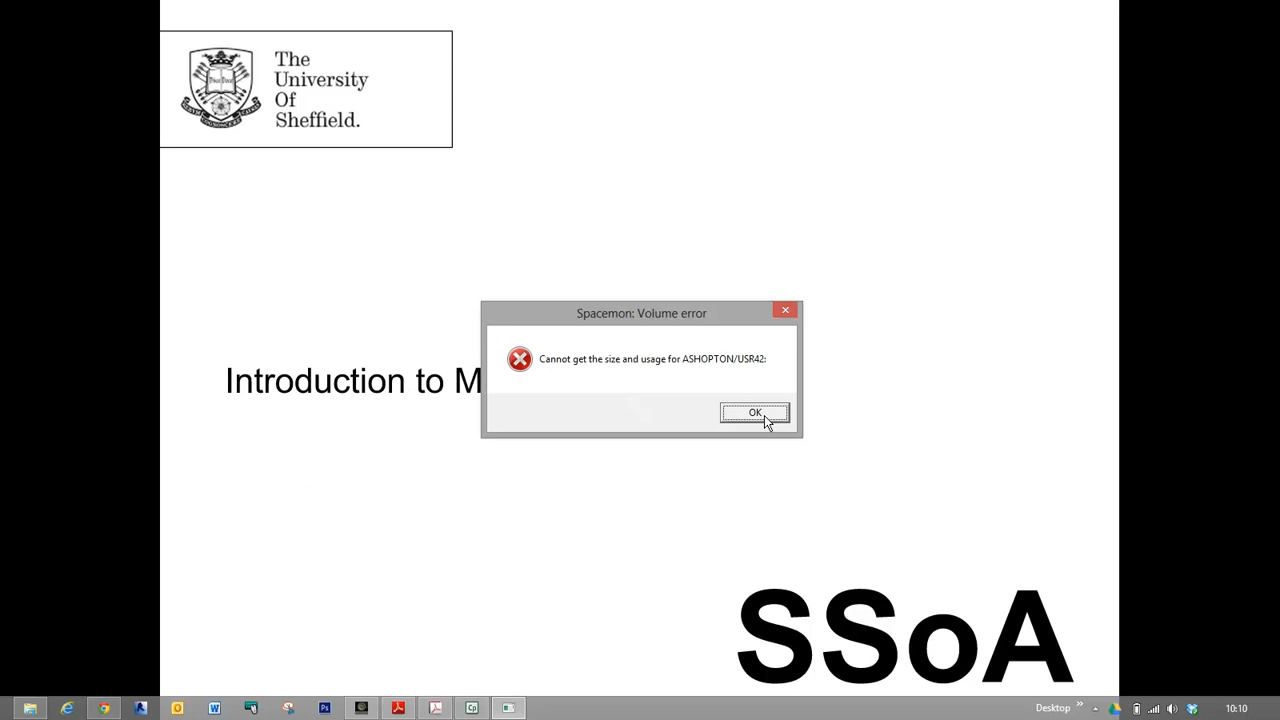 The
University
Of
Sheffield.
Spacemon: Volume error
Cannot get the size and usage for ASHOPTON/USR42:
OK
Introduction to M
SSoA
Desktop
10:10